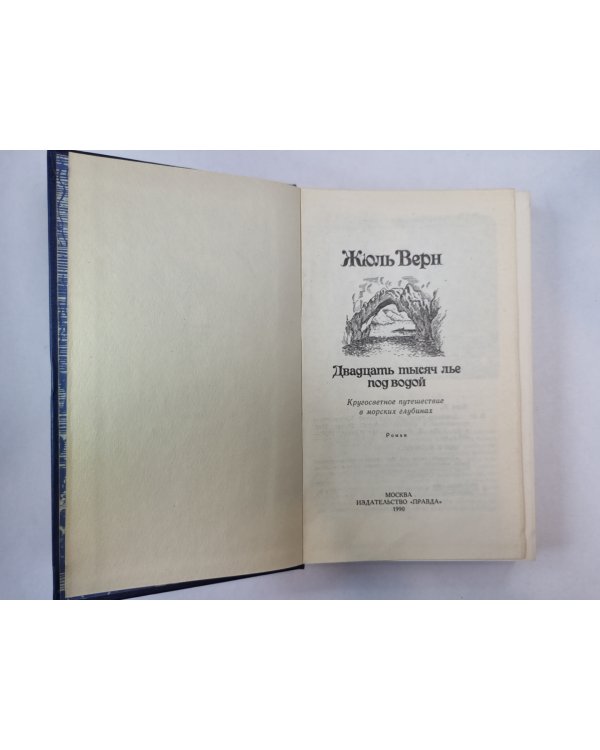 Жюль Верн
Двадцать тысяч лье
под водой
Кругосветное путешествие
в морских глубинах
Роман
МОСКВА
ИЗДАТЕЛЬСТВО «ПРАВДА»
1990